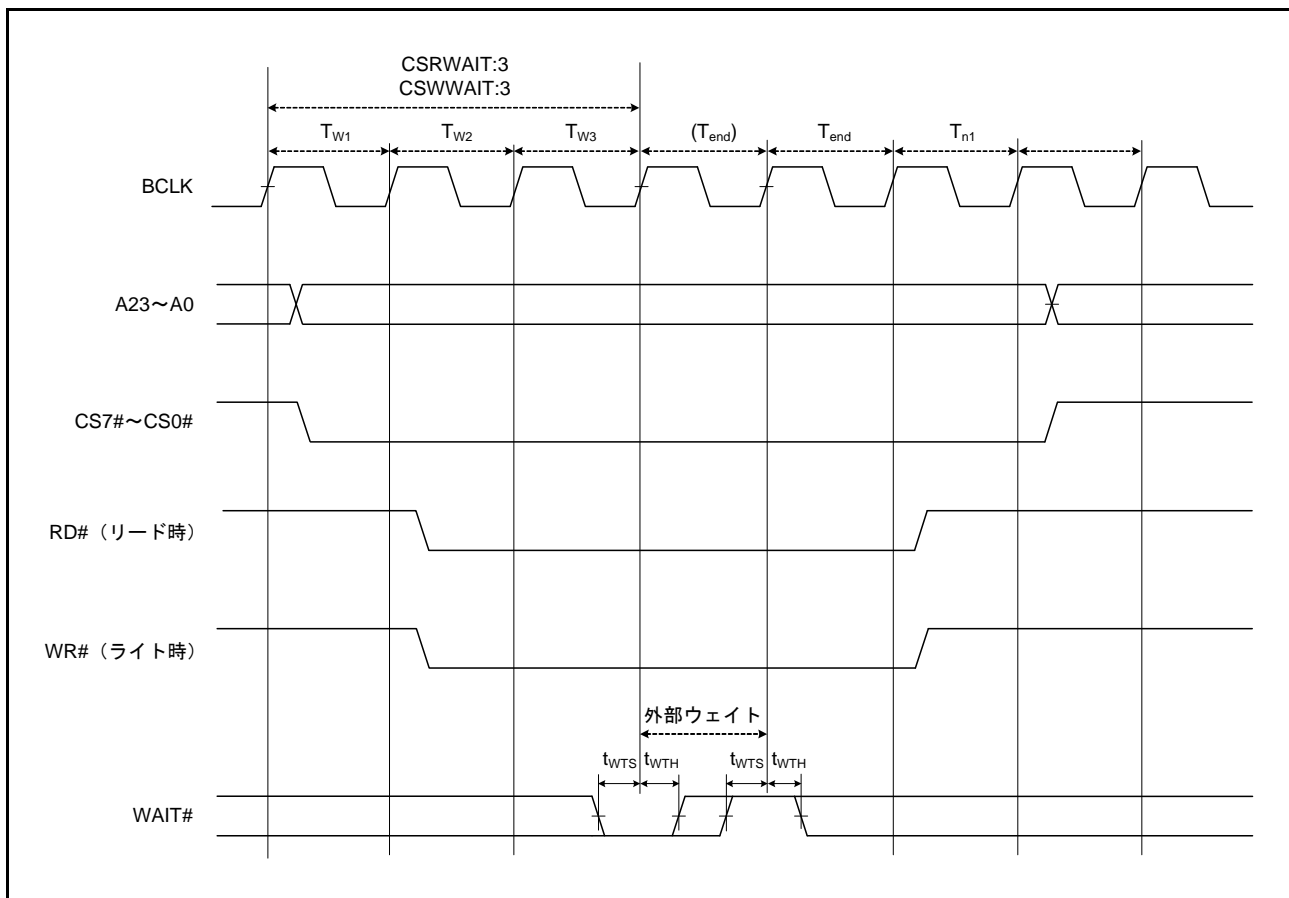 CSRWAIT:3
CSWWAIT:3
TW1 TW2 TW3 (Tend) Tend Tn1
BCLK
A23～A0
CS7#～CS0#
RD#（リード時）
WR#（ライト時）
外部ウェイト
tWTS tWTH tWTS tWTH
WAIT#